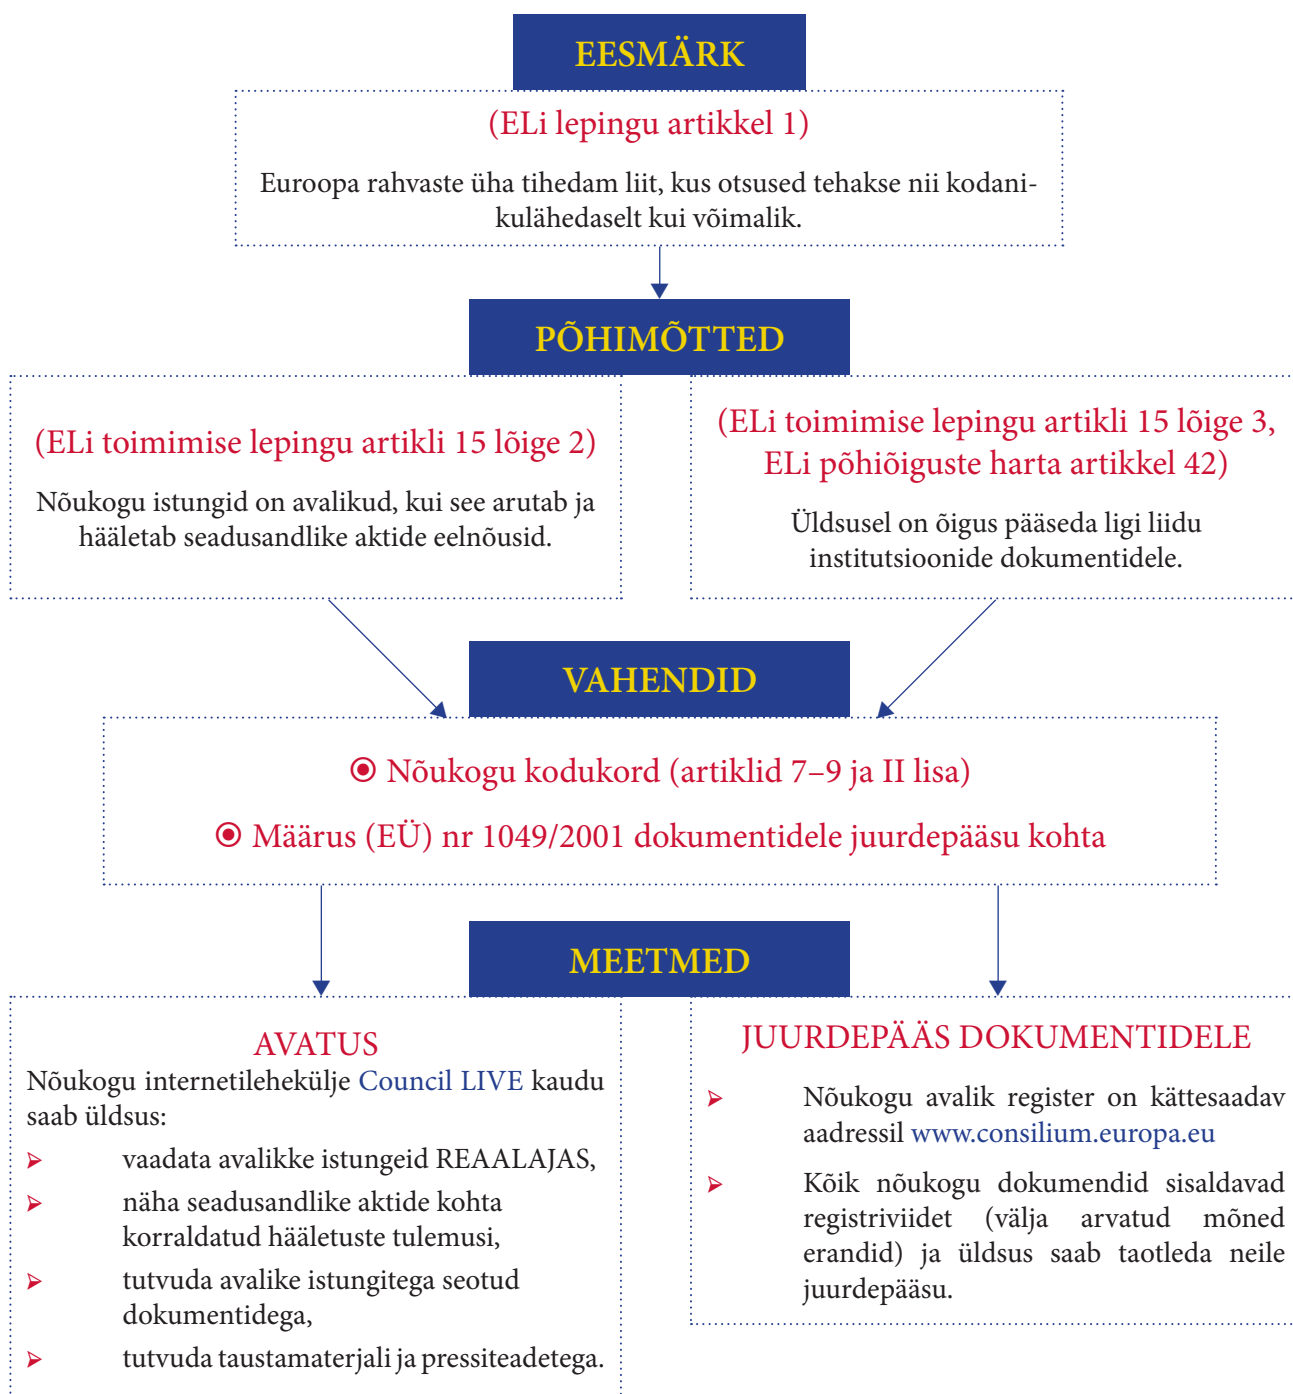 EESMÄRK
(ELi lepingu artikkel 1)
Euroopa rahvaste üha tihedam liit, kus otsused tehakse nii kodani-
kulähedaselt kui võimalik.
PÕHIMÕTTED
(ELi toimimise lepingu artikli 15 lõige 2)
Nõukogu istungid on avalikud, kui see arutab ja
hääletab seadusandlike aktide eelnõusid.
(ELi toimimise lepingu artikli 15 lõige 3,
ELi põhiõiguste harta artikkel 42)
Üldsusel on õigus pääseda ligi liidu
institutsioonide dokumentidele.
VAHENDID
Nõukogu kodukord (artiklid 7–9 ja II lisa)
Määrus (EÜ) nr 1049/2001 dokumentidele juurdepääsu kohta
MEETMED
AVATUS
Nõukogu internetilehekülje Council LIVE kaudu
saab üldsus:
vaadata avalikke istungeid REAALAJAS,
näha seadusandlike aktide kohta
korraldatud hääletuste tulemusi,
tutvuda avalike istungitega seotud
dokumentidega,
tutvuda taustamaterjali ja pressiteadetega.
JUURDEPÄÄS DOKUMENTIDELE
Nõukogu avalik register on kättesaadav
aadressil www.consilium.europa.eu
Kõik nõukogu dokumendid sisaldavad
registriviidet (välja arvatud mõned
erandid) ja üldsus saab taotleda neile
juurdepääsu.